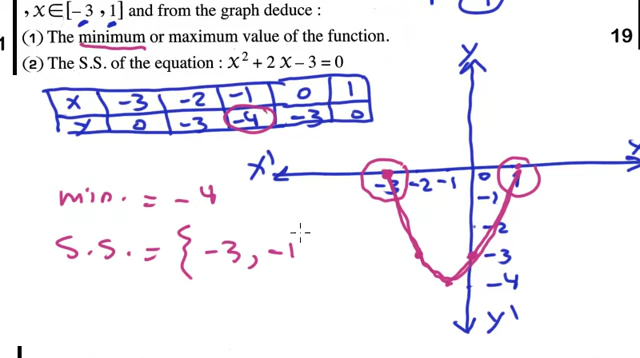 , x∈[-3 , 1] and from the graph deduce :
1
(1) The minimum or maximum value of the function.
19
(2) The S.S. of the equation : x² + 2 x – 3 = 0
x -3 -2 -1 0 1
y 0 -3 -4 -3 0
y
x' -3 -2 -1 0 1
-1
-2
-3
-4
y'
min. = -4
S.S. = { -3, -1